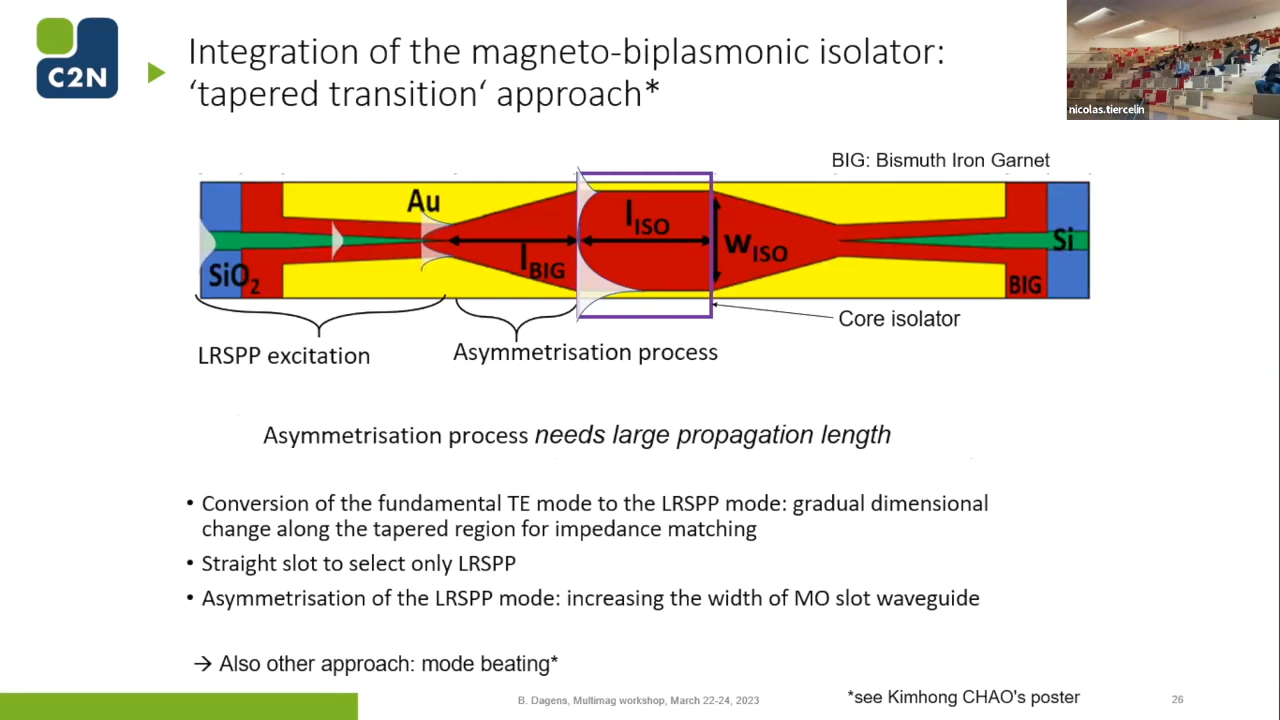 C2N
Integration of the magneto-biplasmonic isolator:
‘tapered transition‘ approach*
nicolas.tiercelin
BIG: Bismuth Iron Garnet
Au
lISO
wISO
lBIG
SiO2
Si
BIG
Core isolator
LRSPP excitation
Asymmetrisation process
Asymmetrisation process needs large propagation length
• Conversion of the fundamental TE mode to the LRSPP mode: gradual dimensional
change along the tapered region for impedance matching
• Straight slot to select only LRSPP
• Asymmetrisation of the LRSPP mode: increasing the width of MO slot waveguide
→ Also other approach: mode beating*
B. Dagens, Multimag workshop, March 22-24, 2023
*see Kimhong CHAO's poster
26